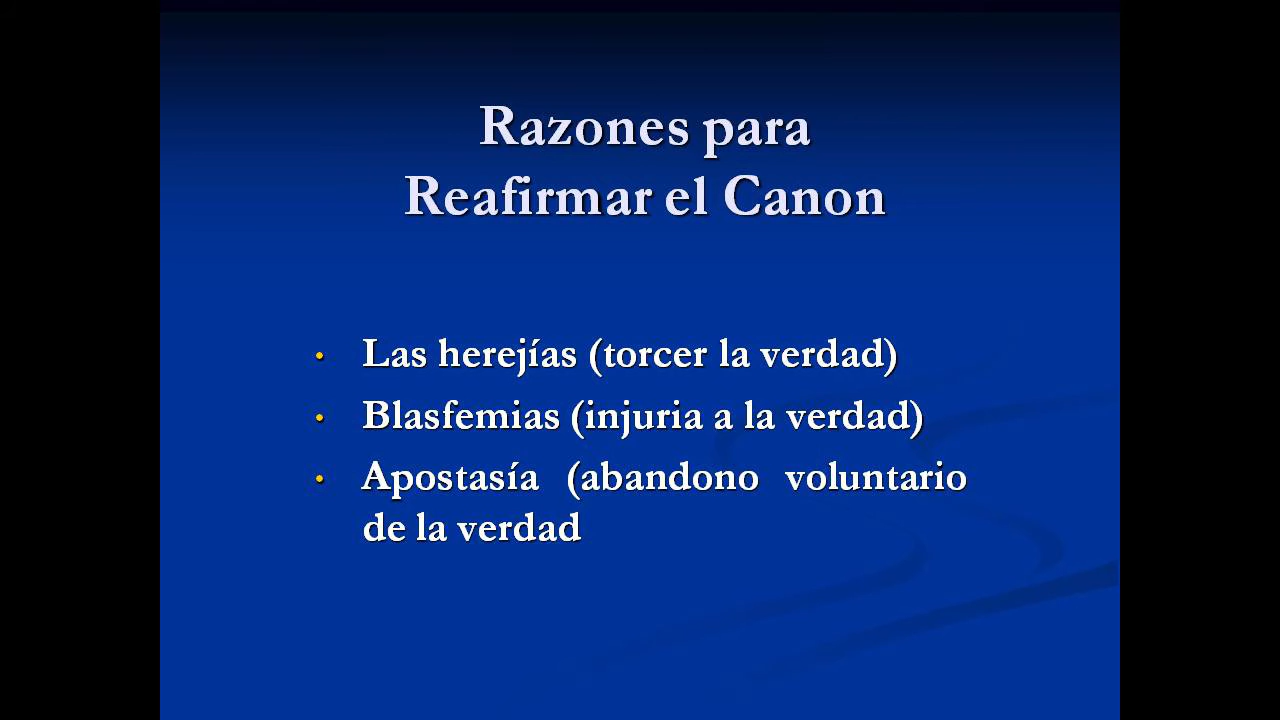 Razones para
Reafirmar el Canon
• Las herejías (torcer la verdad)
• Blasfemias (injuria a la verdad)
• Apostasía (abandono voluntario
de la verdad